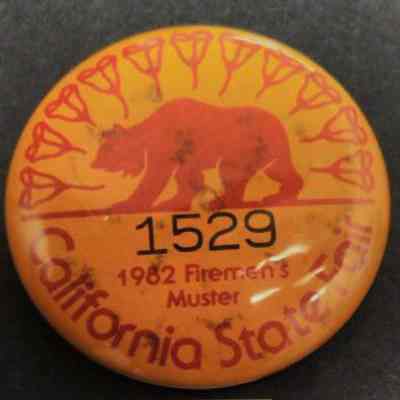 1529
1982 Firemen's
Muster
California State Fair